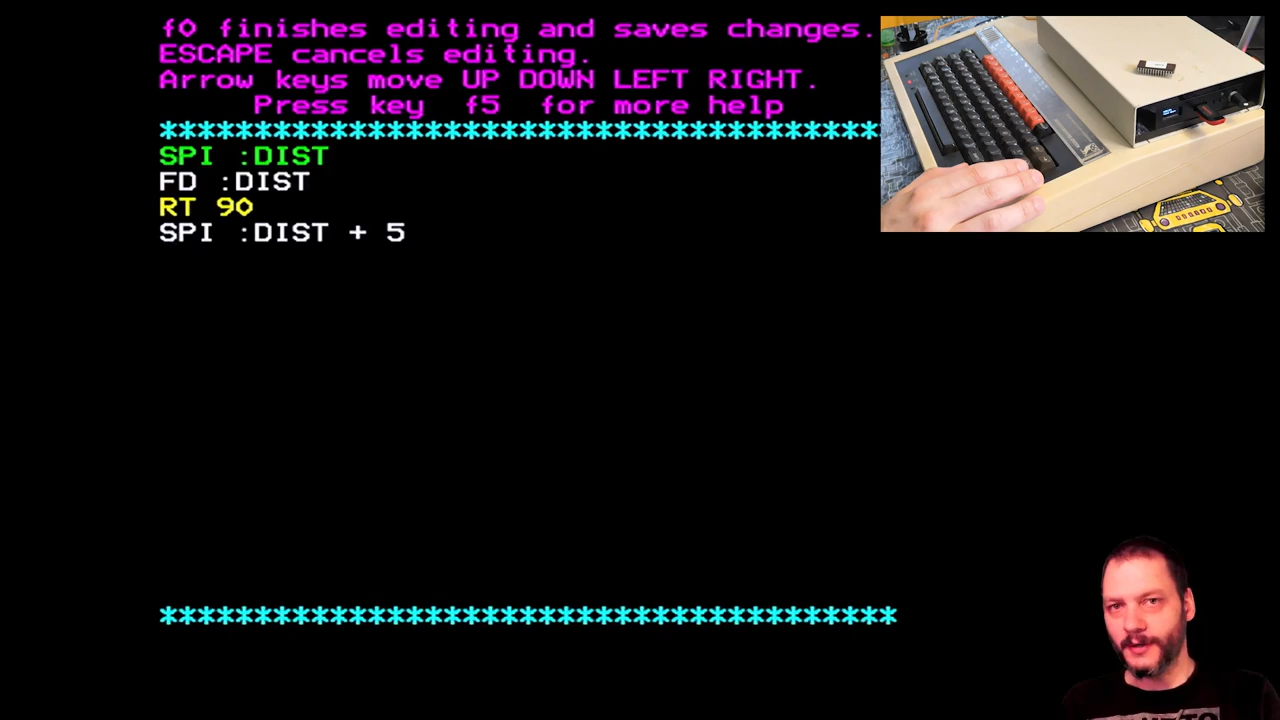 f0 finishes editing and saves changes.
ESCAPE cancels editing.
Arrow keys move UP DOWN LEFT RIGHT.
Press key f5 for more help
**************************************
SPI :DIST
FD :DIST
RT 90
SPI :DIST + 5
***************************************